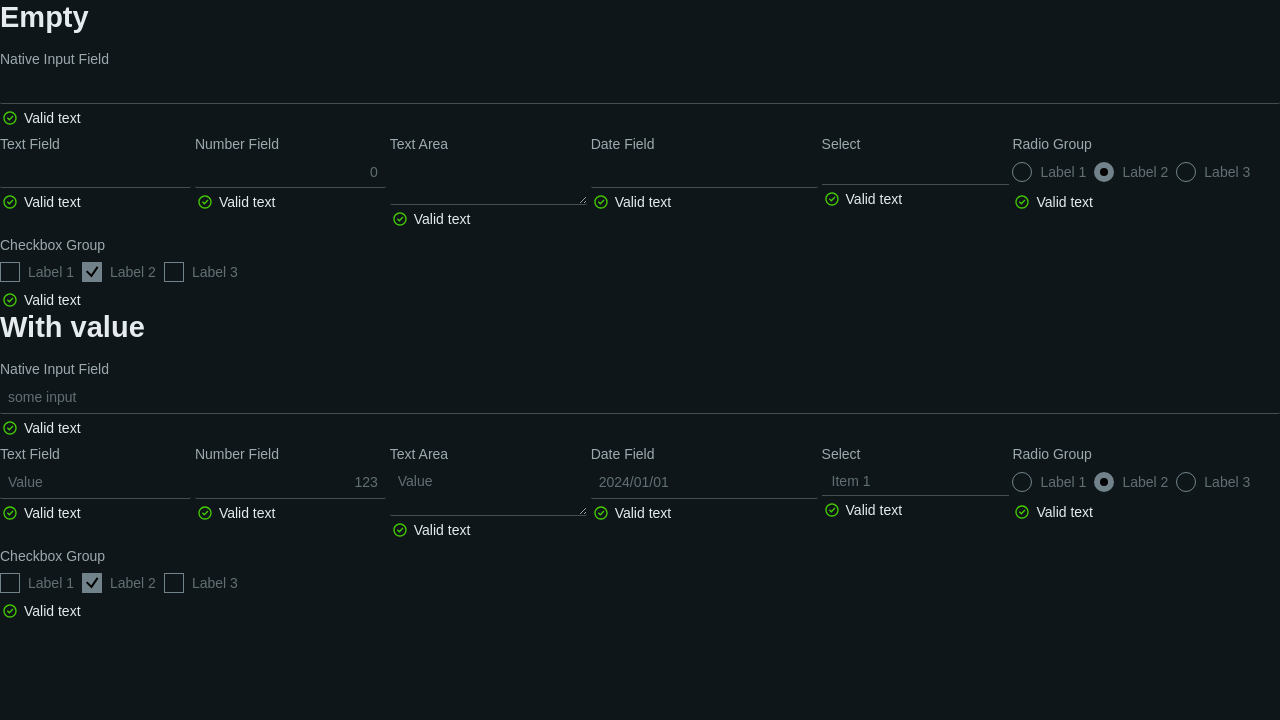 Empty
Native Input Field
Valid text
Text Field Number Field Text Area Date Field Select Radio Group
0 Label 1 Label 2 Label 3
Valid text Valid text Valid text Valid text Valid text Valid text
Checkbox Group
Label 1 Label 2 Label 3
Valid text
With value
Native Input Field
some input
Valid text
Text Field Number Field Text Area Date Field Select Radio Group
Value 123 Value 2024/01/01 Item 1 Label 1 Label 2 Label 3
Valid text Valid text Valid text Valid text Valid text Valid text
Checkbox Group
Label 1 Label 2 Label 3
Valid text